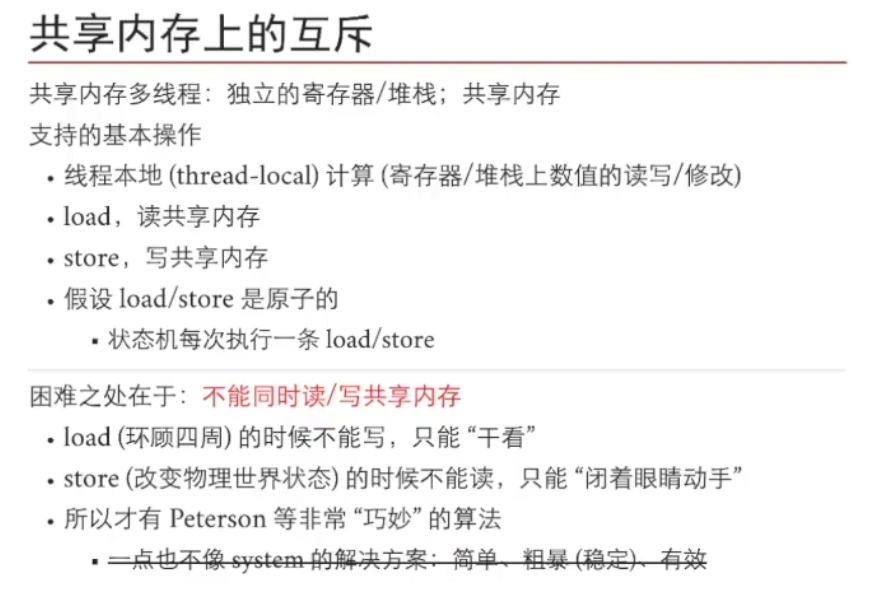 共享内存上的互斥
共享内存多线程：独立的寄存器/堆栈；共享内存
支持的基本操作
• 线程本地 (thread-local) 计算 (寄存器/堆栈上数值的读写/修改)
• load，读共享内存
• store，写共享内存
• 假设 load/store 是原子的
▪ 状态机每次执行一条 load/store
困难之处在于：不能同时读/写共享内存
• load (环顾四周) 的时候不能写，只能 “干看”
• store (改变物理世界状态) 的时候不能读，只能 “闭着眼睛动手”
• 所以才有 Peterson 等非常 “巧妙” 的算法
▪ 一点也不像 system 的解决方案：简单、粗暴 (稳定)、有效